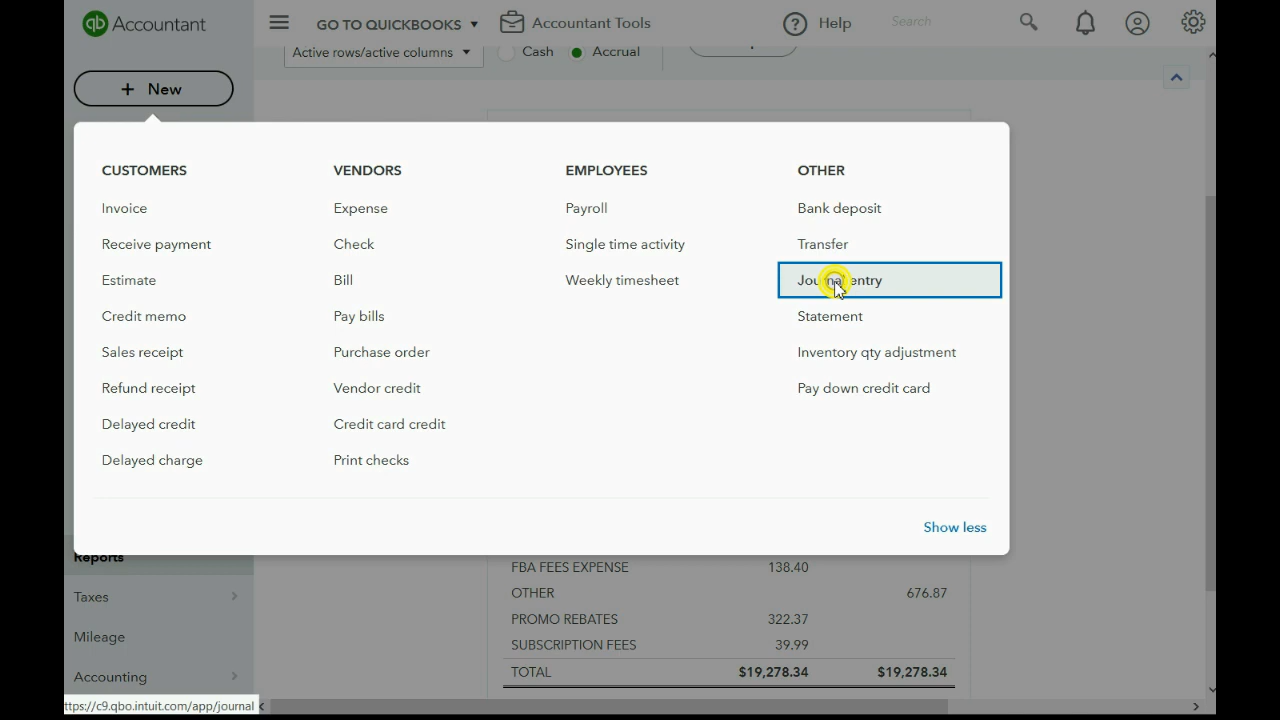 qb Accountant
GO TO QUICKBOOKS
Accountant Tools
Help
Search
Active rows/active columns
Cash
Accrual
+ New
CUSTOMERS
Invoice
Receive payment
Estimate
Credit memo
Sales receipt
Refund receipt
Delayed credit
Delayed charge
VENDORS
Expense
Check
Bill
Pay bills
Purchase order
Vendor credit
Credit card credit
Print checks
EMPLOYEES
Payroll
Single time activity
Weekly timesheet
OTHER
Bank deposit
Transfer
Journal entry
Statement
Inventory qty adjustment
Pay down credit card
Show less
Reports
Taxes
Mileage
Accounting
FBA FEES EXPENSE 138.40
OTHER 676.87
PROMO REBATES 322.37
SUBSCRIPTION FEES 39.99
TOTAL $19,278.34 $19,278.34
ttps://c9.qbo.intuit.com/app/journal